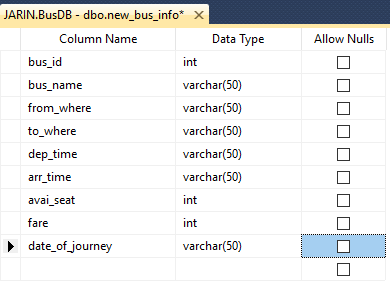 JARIN.BusDB - dbo.new_bus_info*
Column Name Data Type Allow Nulls
bus_id int
bus_name varchar(50)
from_where varchar(50)
to_where varchar(50)
dep_time varchar(50)
arr_time varchar(50)
avai_seat int
fare int
date_of_journey varchar(50)